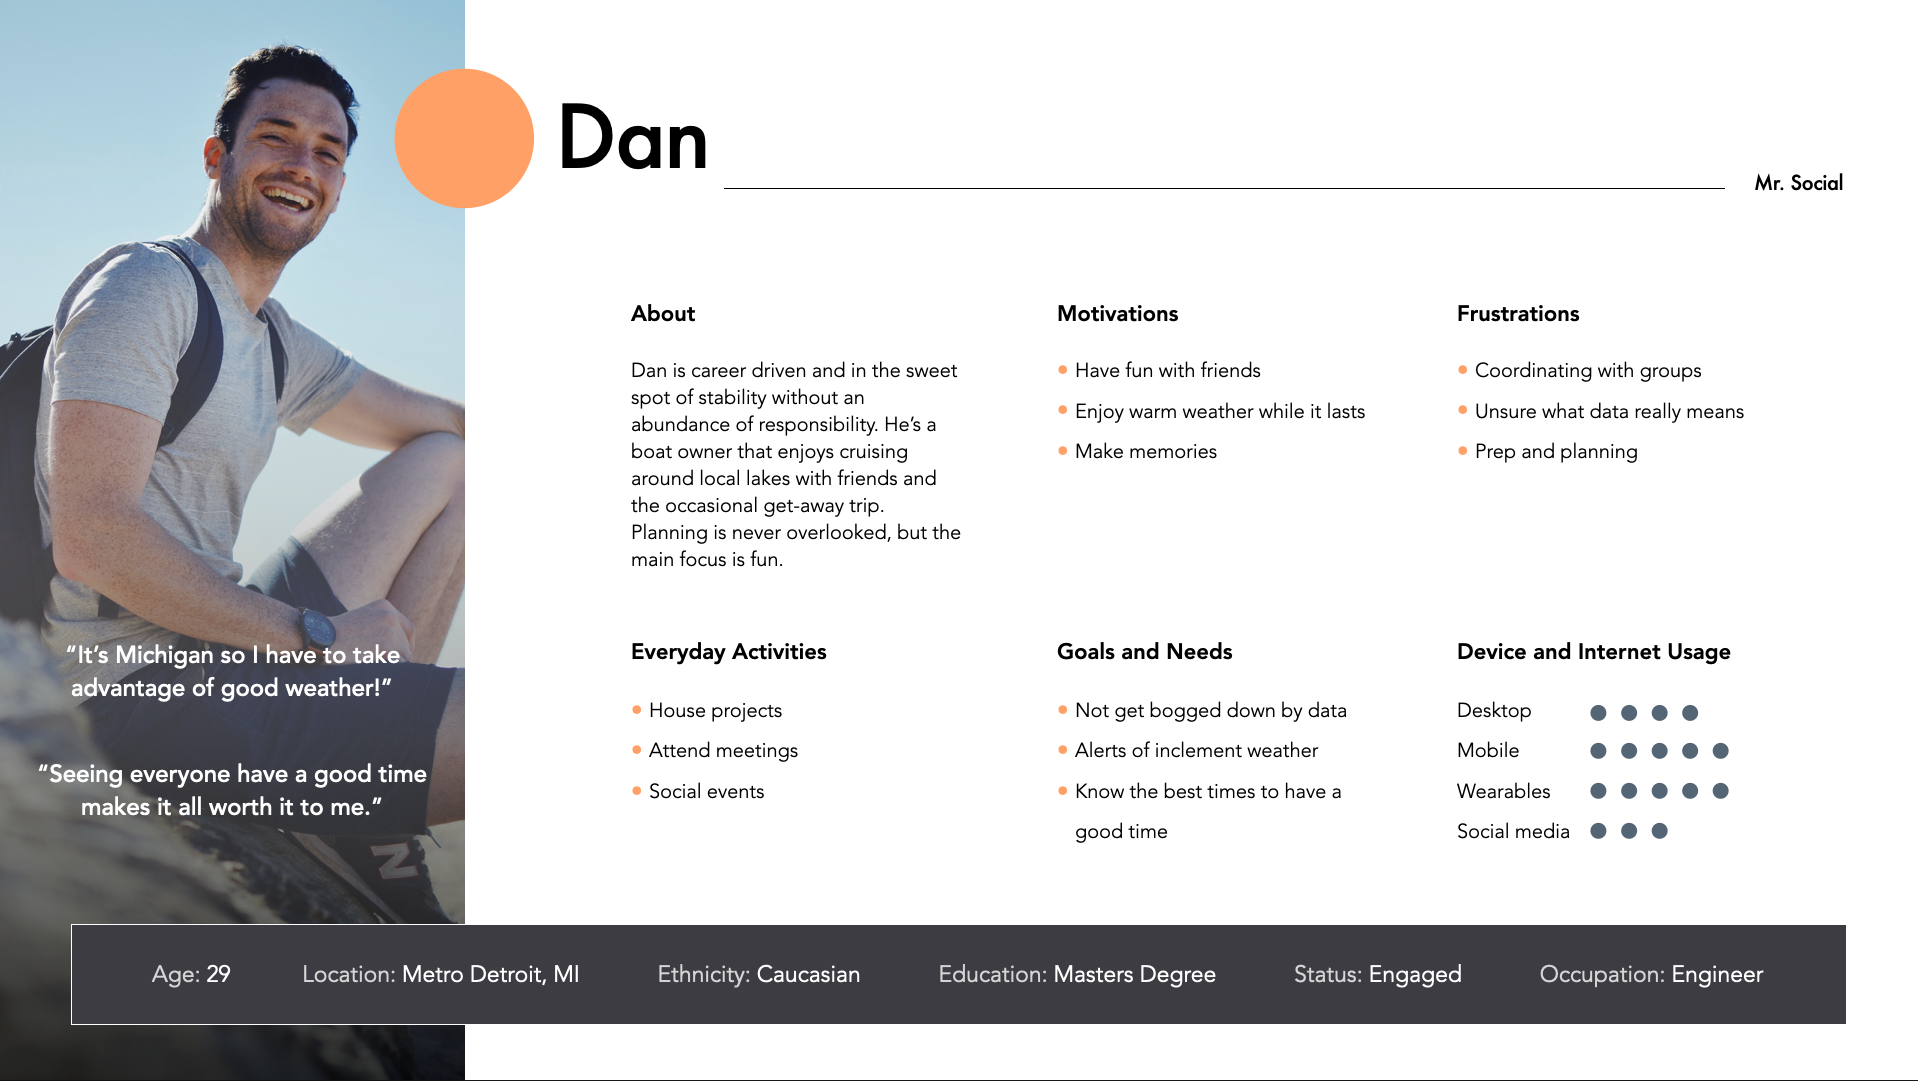 Dan
Mr. Social
"It's Michigan so I have to take
advantage of good weather!"
"Seeing everyone have a good time
makes it all worth it to me."
N
About
Dan is career driven and in the sweet
spot of stability without an
abundance of responsibility. He's a
boat owner that enjoys cruising
around local lakes with friends and
the occasional get-away trip.
Planning is never overlooked, but the
main focus is fun.
Motivations
Have fun with friends
Enjoy warm weather while it lasts
Make memories
Frustrations
Coordinating with groups
Unsure what data really means
Prep and planning
Everyday Activities
House projects
Attend meetings
Social events
Goals and Needs
Not get bogged down by data
Alerts of inclement weather
Know the best times to have a
good time
Device and Internet Usage
Desktop
Mobile
Wearables
Social media
Age: 29 Location: Metro Detroit, MI Ethnicity: Caucasian Education: Masters Degree Status: Engaged Occupation: Engineer